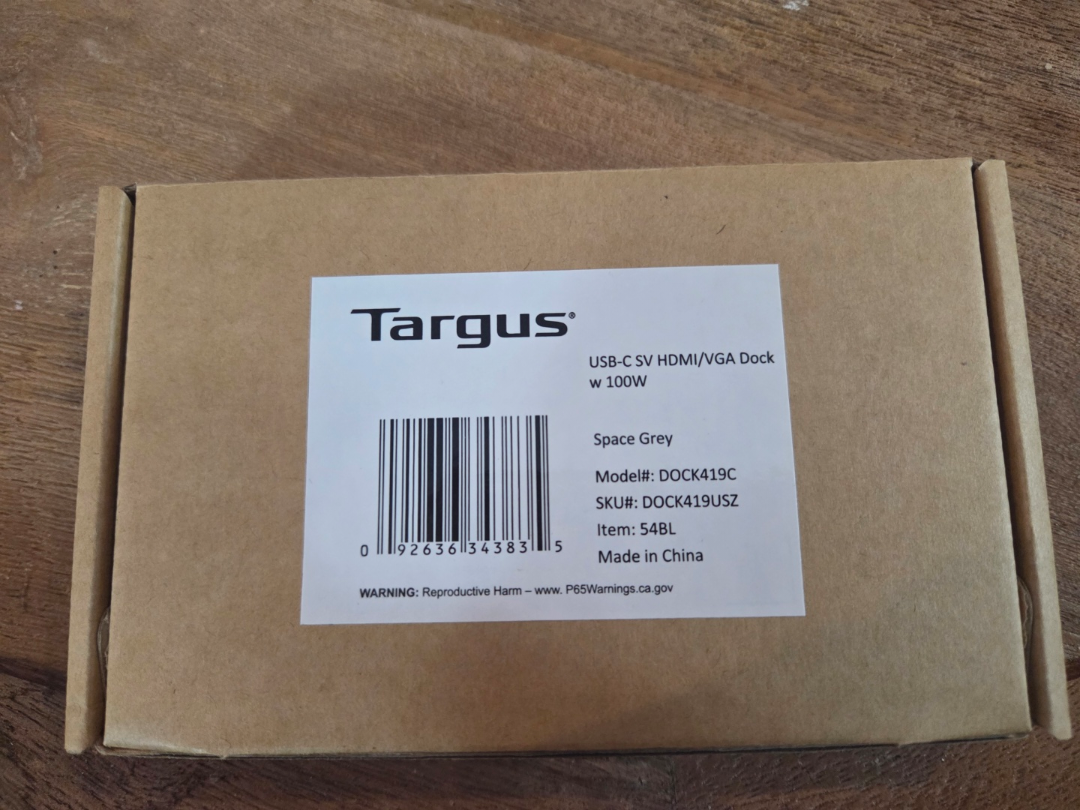 Targus®
USB-C SV HDMI/VGA Dock
w 100W
Space Grey
Model#: DOCK419C
SKU#: DOCK419USZ
Item: 54BL
Made in China
0 92636 34383 5
WARNING: Reproductive Harm – www. P65Warnings.ca.gov